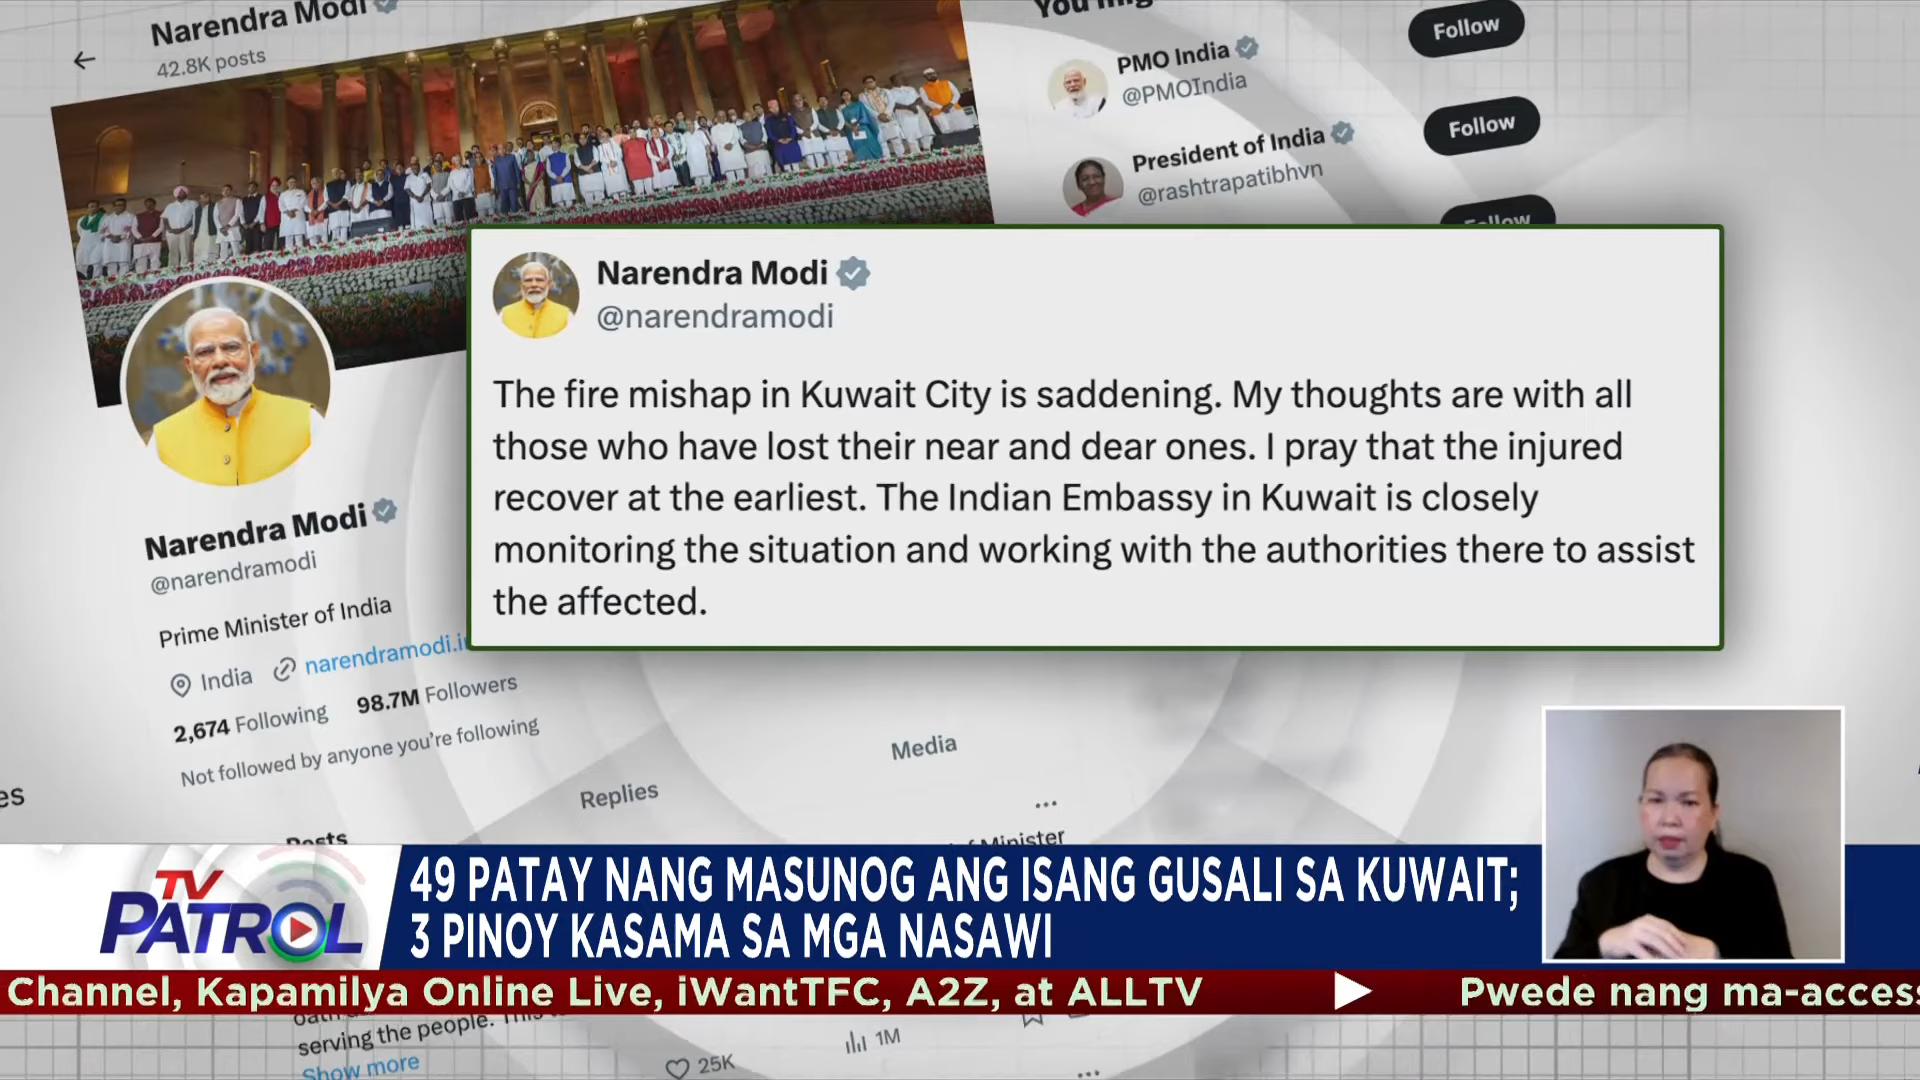 Narendra Modi
42.8K posts
PMO India
@PMOIndia
Follow
President of India
@rashtrapatibhvn
Follow
Follow
Narendra Modi
@narendramodi
The fire mishap in Kuwait City is saddening. My thoughts are with all
those who have lost their near and dear ones. I pray that the injured
recover at the earliest. The Indian Embassy in Kuwait is closely
monitoring the situation and working with the authorities there to assist
the affected.
Narendra Modi
@narendramodi
Prime Minister of India
India narendramodi.i
2,674 Following 98.7M Followers
Not followed by anyone you're following
Posts
Replies
Media
Minister
TV PATROL
49 PATAY NANG MASUNOG ANG ISANG GUSALI SA KUWAIT;
3 PINOY KASAMA SA MGA NASAWI
Channel, Kapamilya Online Live, iWantTFC, A2Z, at ALLTV
Pwede nang ma-access
serving the people.
Show more
25K
1M